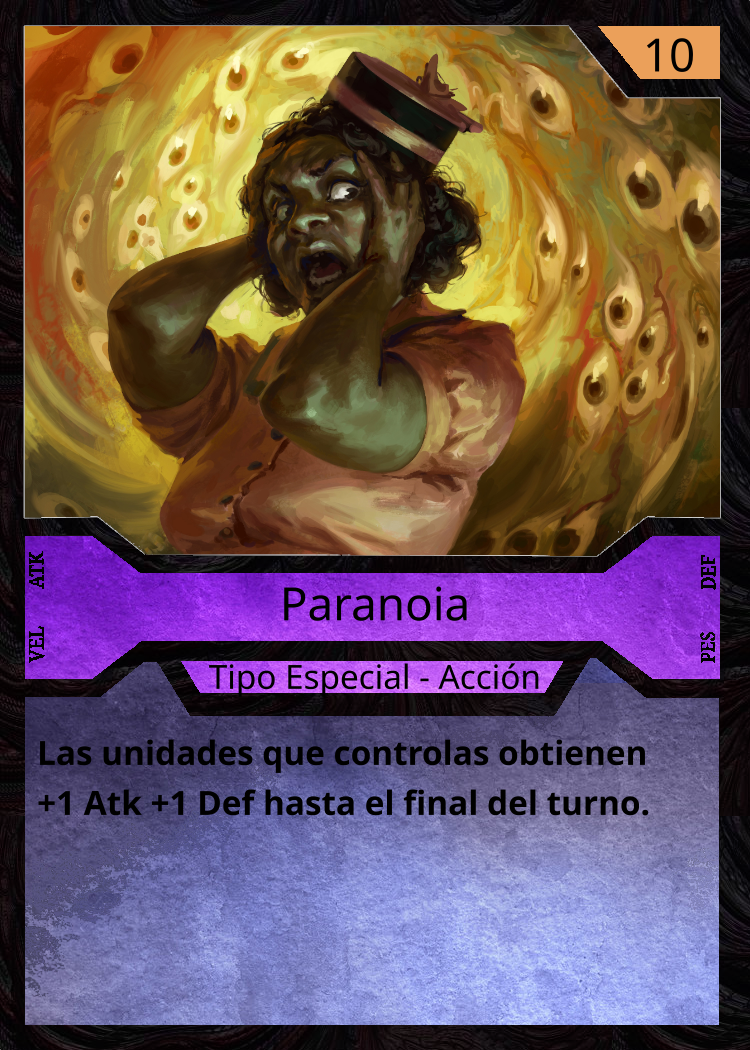 10
ATK
DEF
Paranoia
VEL
PES
Tipo Especial - Acción
Las unidades que controlas obtienen
+1 Atk +1 Def hasta el final del turno.